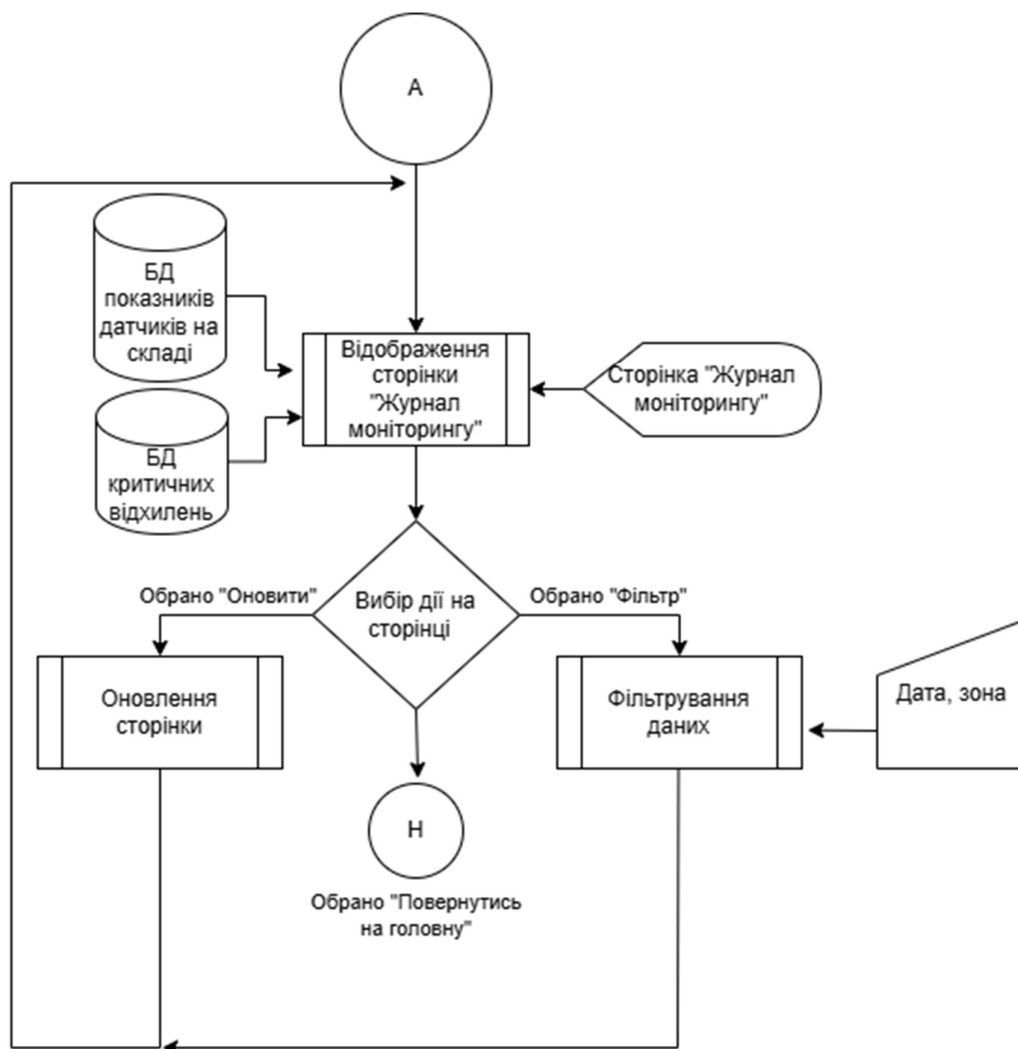 А
БД
показників
датчиків на
складі
Відображення
сторінки
"Журнал
моніторингу"
Сторінка "Журнал
моніторингу"
БД
критичних
відхилень
Обрано "Оновити"
Вибір дії на
сторінці
Обрано "Фільтр"
Оновлення
сторінки
Фільтрування
даних
Дата, зона
Н
Обрано "Повернутись
на головну"